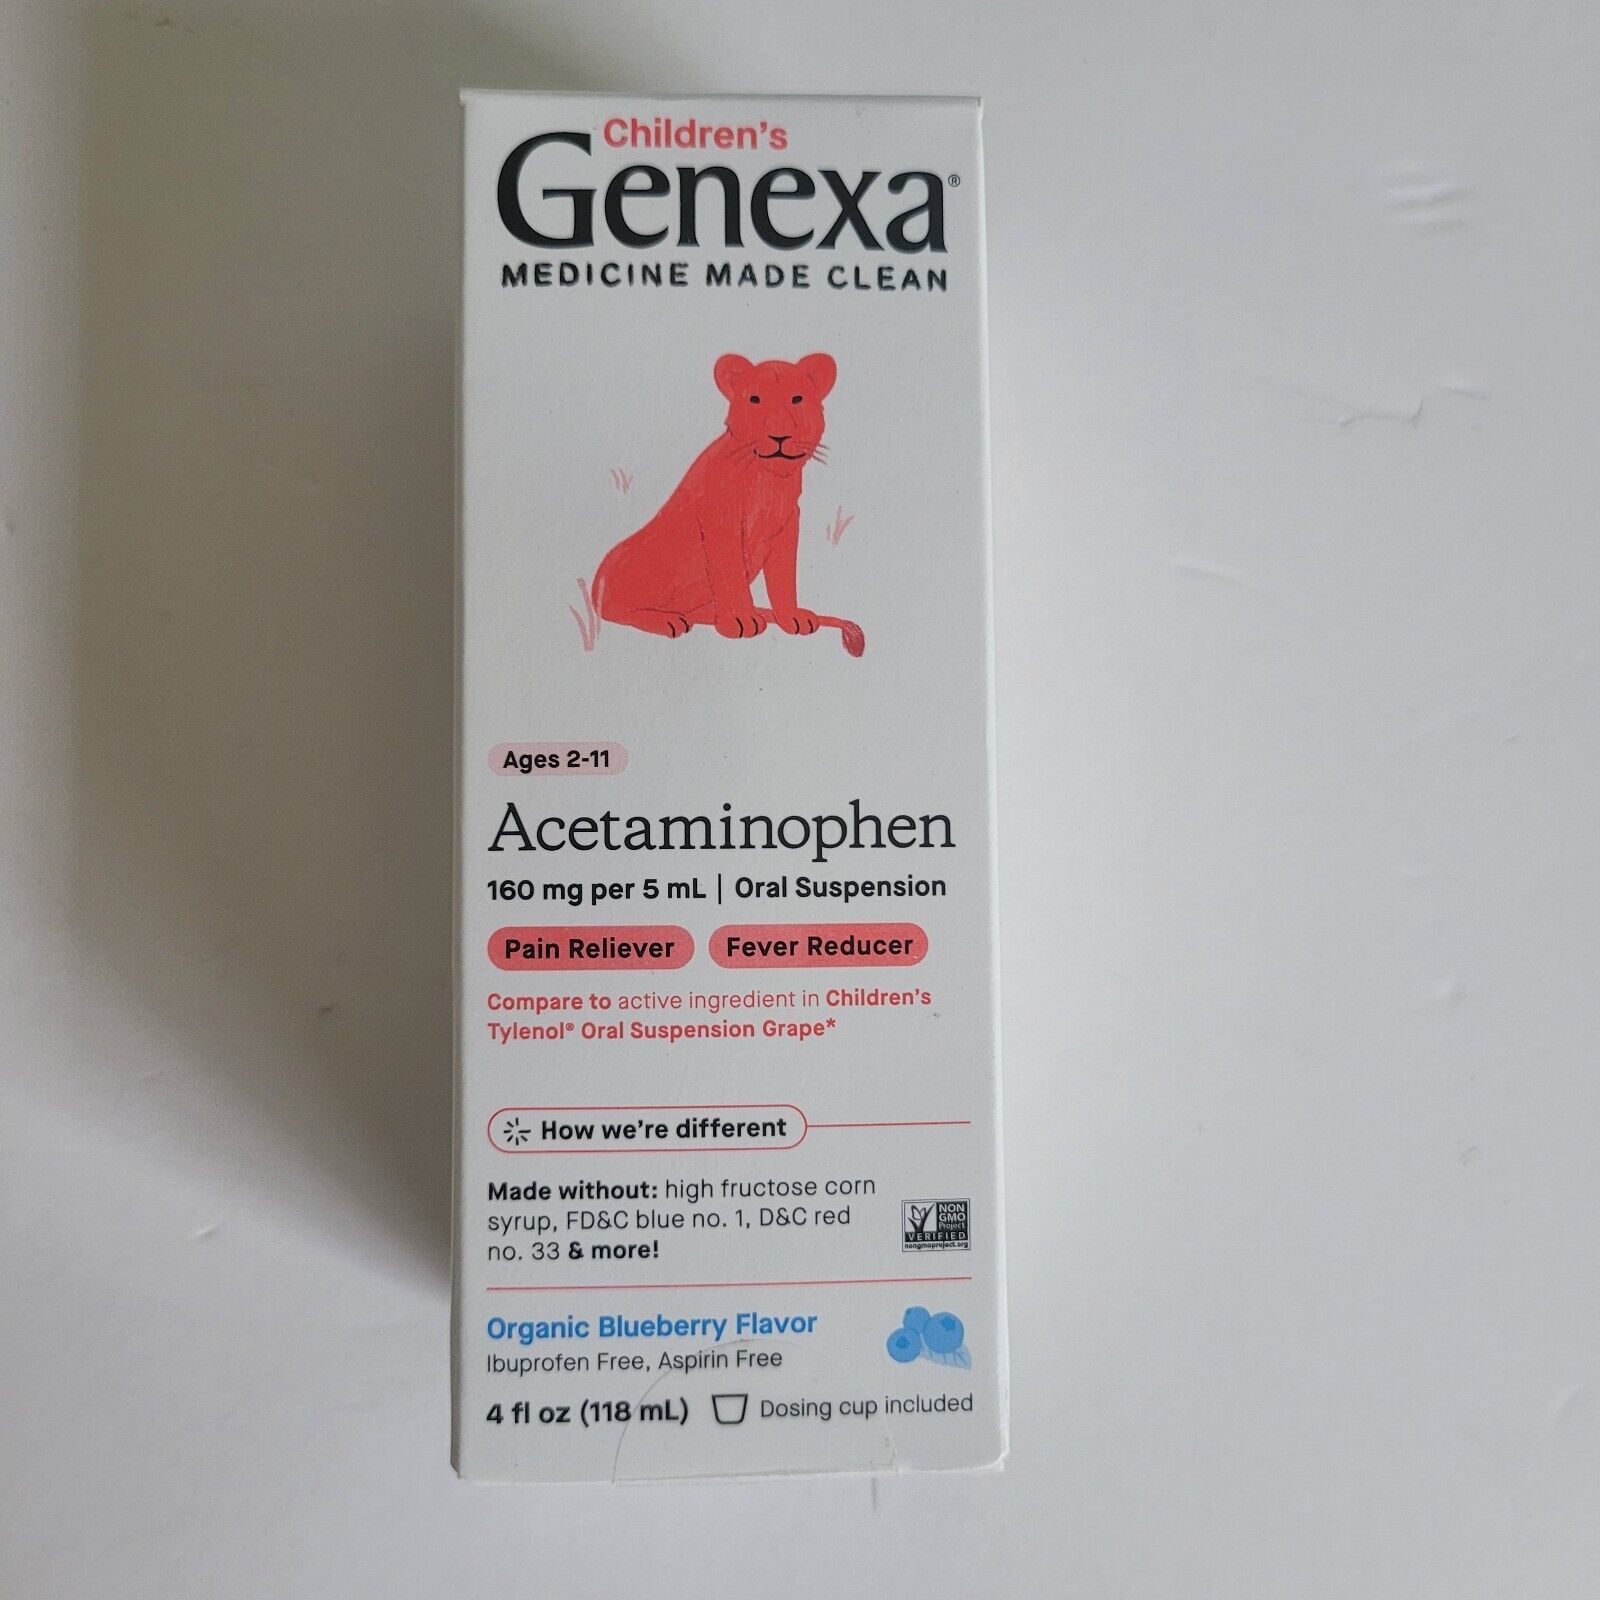 Children's
Genexa®
MEDICINE MADE CLEAN
Ages 2-11
Acetaminophen
160 mg per 5 mL | Oral Suspension
Pain Reliever Fever Reducer
Compare to active ingredient in Children's
Tylenol® Oral Suspension Grape*
How we're different
Made without: high fructose corn
syrup, FD&C blue no. 1, D&C red
no. 33 & more!
NON
GMO
Project
VERIFIED
nongmoproject.org
Organic Blueberry Flavor
Ibuprofen Free, Aspirin Free
4 fl oz (118 mL) Dosing cup included